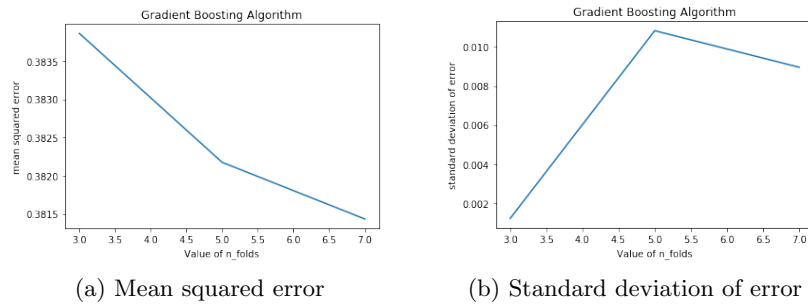 Gradient Boosting Algorithm
mean squared error
0.3835
0.3830
0.3825
0.3820
0.3815
3.0 3.5 4.0 4.5 5.0 5.5 6.0 6.5 7.0
Value of n_folds
(a) Mean squared error
Gradient Boosting Algorithm
standard deviation of error
0.010
0.008
0.006
0.004
0.002
3.0 3.5 4.0 4.5 5.0 5.5 6.0 6.5 7.0
Value of n_folds
(b) Standard deviation of error